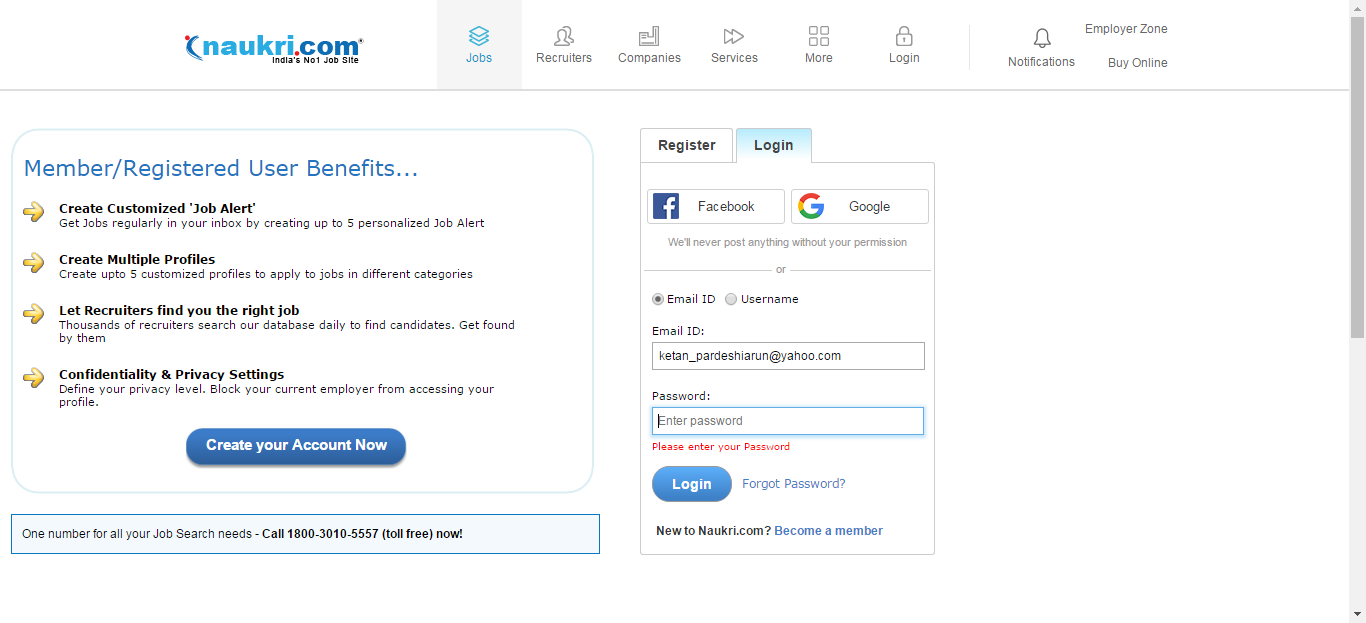 naukri.com
India's No1 Job Site
Jobs
Recruiters
Companies
Services
More
Login
Notifications
Employer Zone
Buy Online
Member/Registered User Benefits...
Create Customized 'Job Alert'
Get Jobs regularly in your inbox by creating up to 5 personalized Job Alert
Create Multiple Profiles
Create upto 5 customized profiles to apply to jobs in different categories
Let Recruiters find you the right job
Thousands of recruiters search our database daily to find candidates. Get found
by them
Confidentiality & Privacy Settings
Define your privacy level. Block your current employer from accessing your
profile.
Create your Account Now
One number for all your Job Search needs - Call 1800-3010-5557 (toll free) now!
Register
Login
Facebook
Google
We'll never post anything without your permission
or
Email ID
Username
Email ID:
ketan_pardeshiarun@yahoo.com
Password:
Enter password
Please enter your Password
Login
Forgot Password?
New to Naukri.com? Become a member